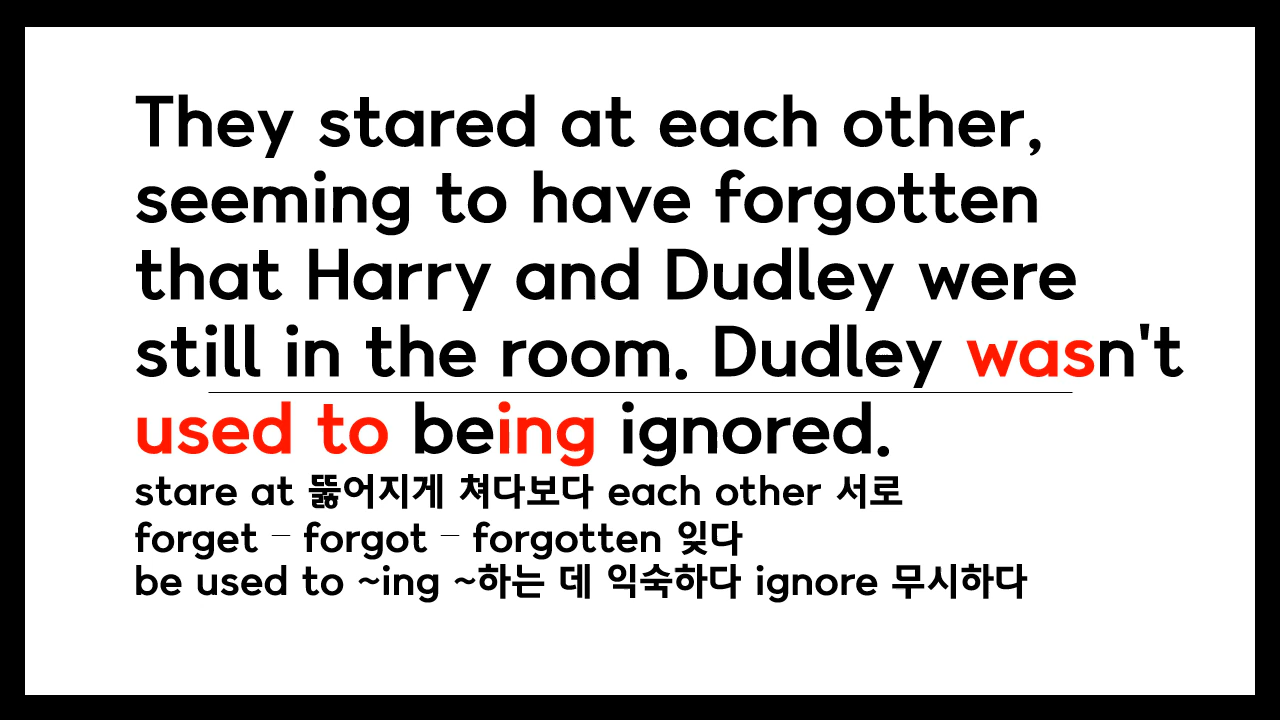 They stared at each other,
seeming to have forgotten
that Harry and Dudley were
still in the room. Dudley wasn't
used to being ignored.
stare at 뚫어지게 쳐다보다 each other 서로
forget – forgot – forgotten 잊다
be used to ~ing ~하는 데 익숙하다 ignore 무시하다